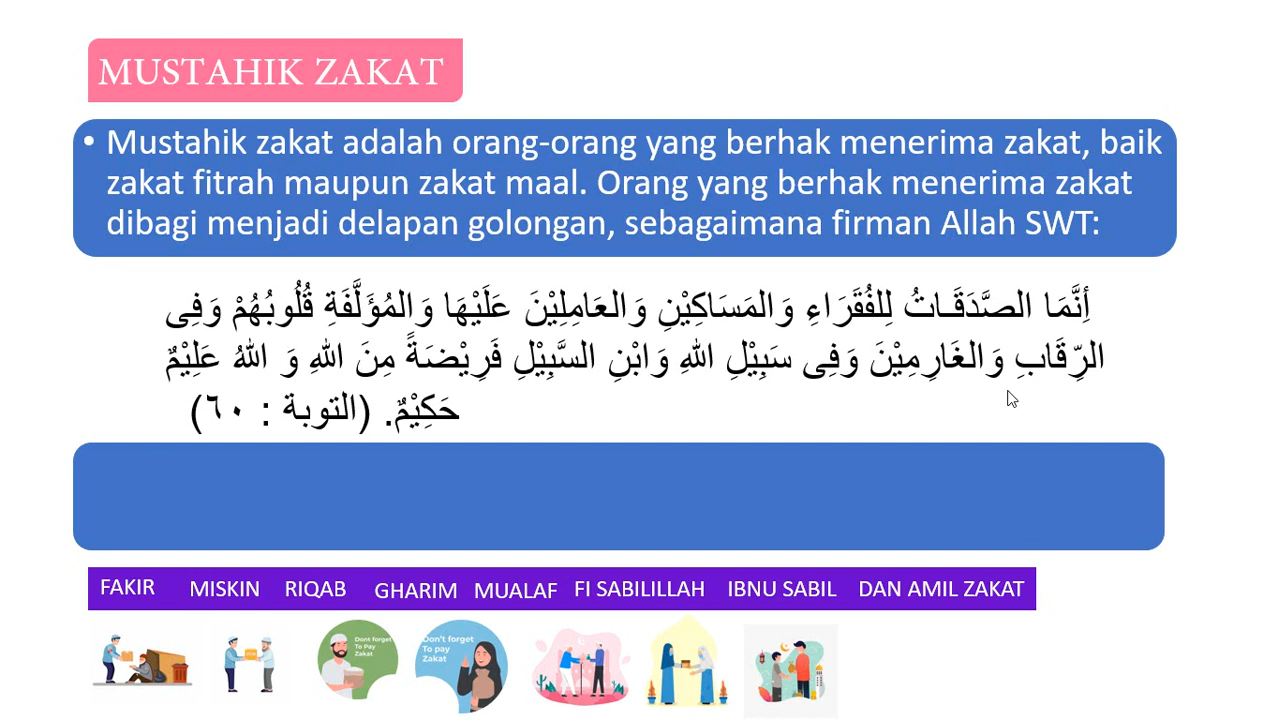 MUSTAHIK ZAKAT
• Mustahik zakat adalah orang-orang yang berhak menerima zakat, baik
zakat fitrah maupun zakat maal. Orang yang berhak menerima zakat
dibagi menjadi delapan golongan, sebagaimana firman Allah SWT:
أِنَّمَا الصَّدَقَـاتُ لِلفُقَرَاءِ وَالمَسَاكِيْنِ وَالعَامِلِيْنَ عَلَيْهَا وَالمُؤَلَّفَةِ قُلُوبُهُمْ وَفِى
الرِّقَابِ وَالغَارِمِيْنَ وَفِى سَبِيْلِ اللهِ وَابْنِ السَّبِيْلِ فَرِيْضَةً مِنَ اللهِ وَ اللهُ عَلِيْمٌ
حَكِيْمٌ. (التوبة : ٦٠)
FAKIR MISKIN RIQAB GHARIM MUALAF FI SABILILLAH IBNU SABIL DAN AMIL ZAKAT
Dont forget
To Pay
Zakat
Don't forget
To pay
Zakat